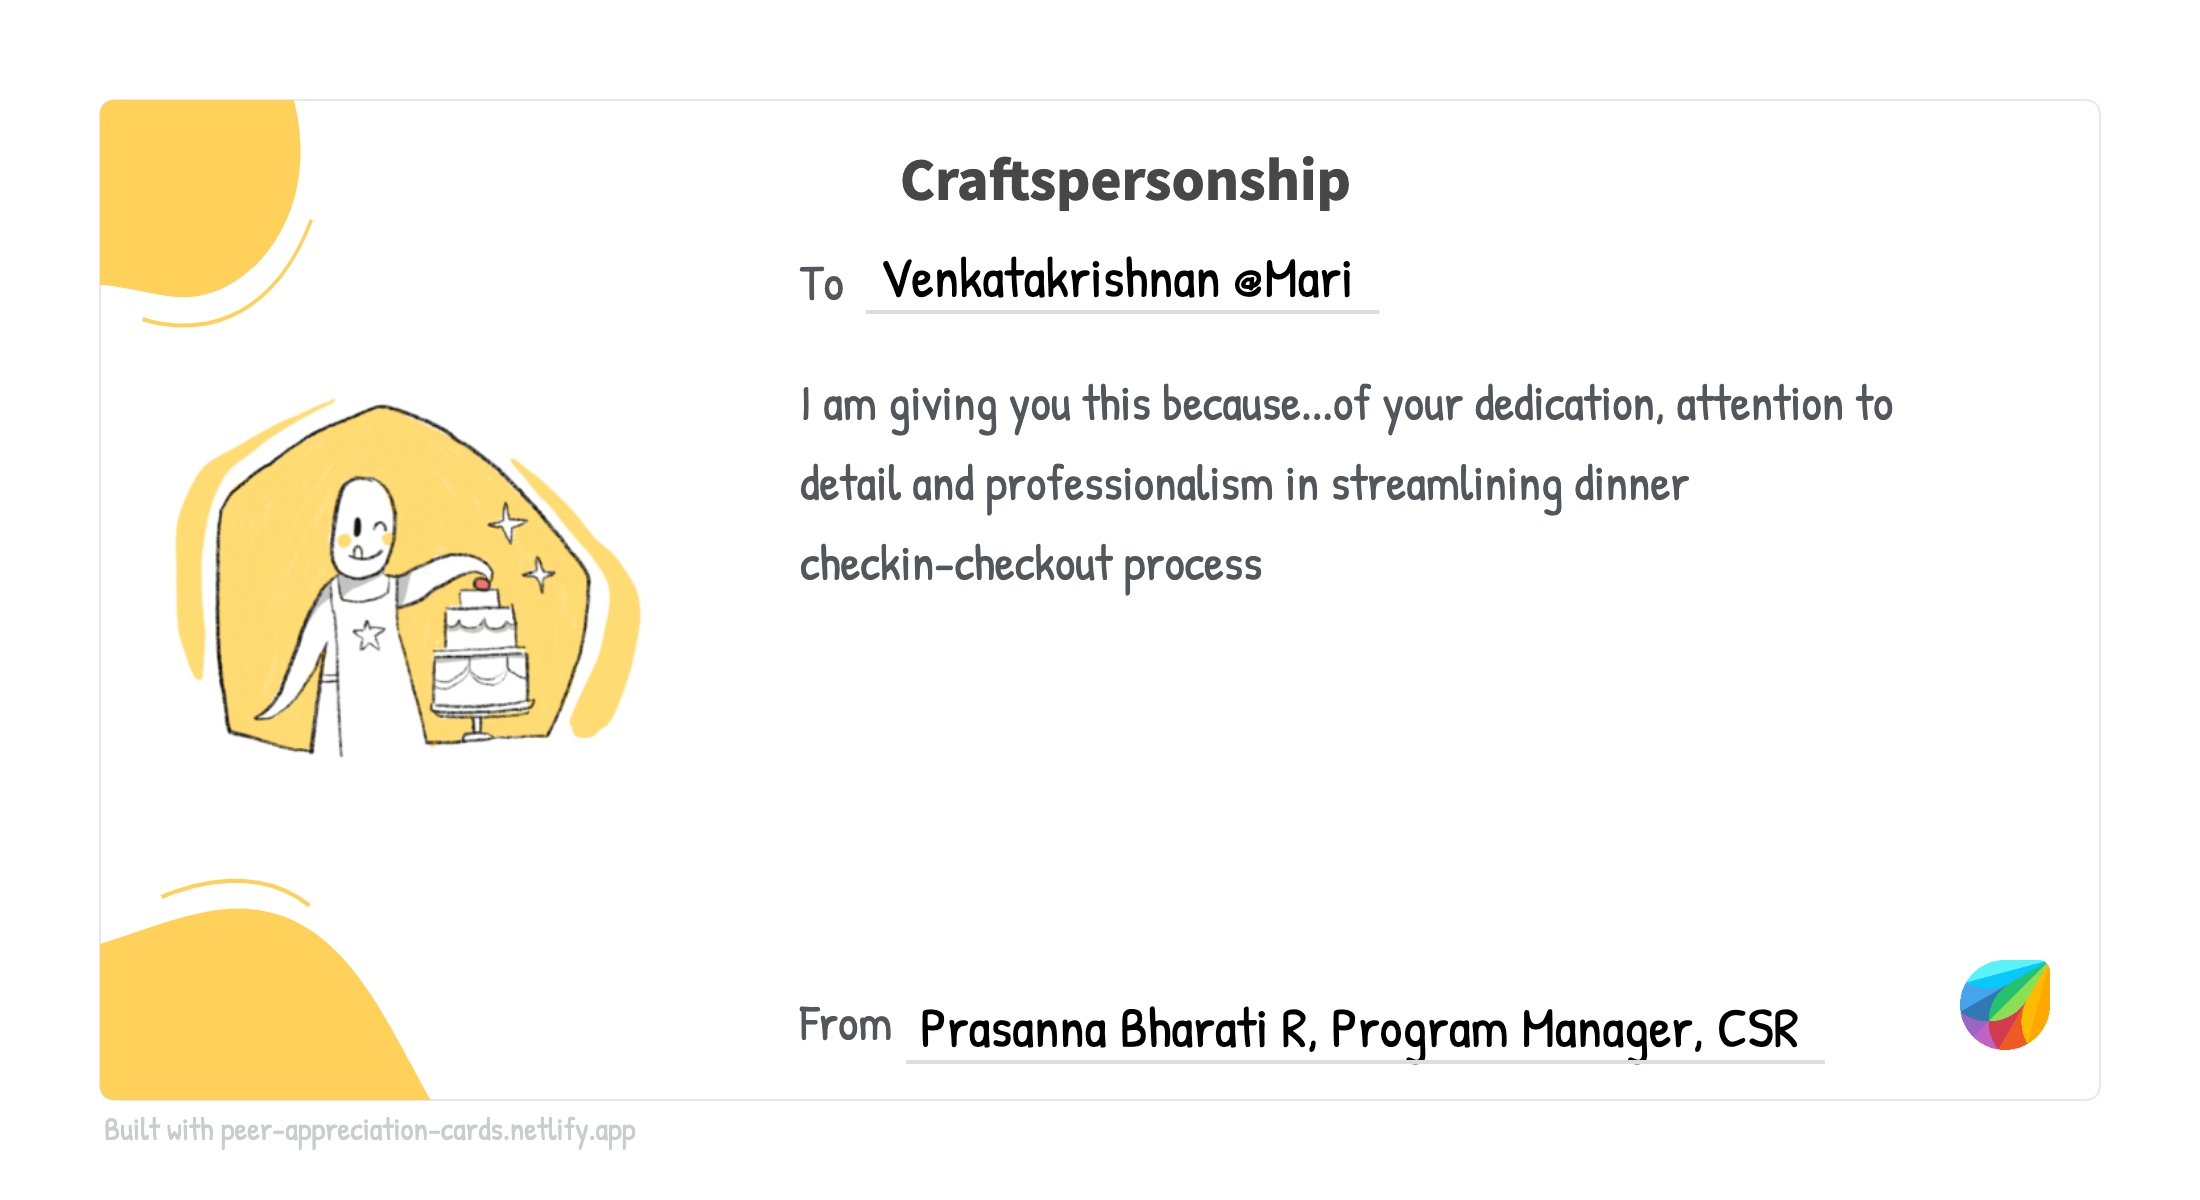 Craftspersonship
To Venkatakrishnan @Mari
I am giving you this because...of your dedication, attention to
detail and professionalism in streamlining dinner
checkin-checkout process
From Prasanna Bharati R, Program Manager, CSR
Built with peer-appreciation-cards.netlify.app